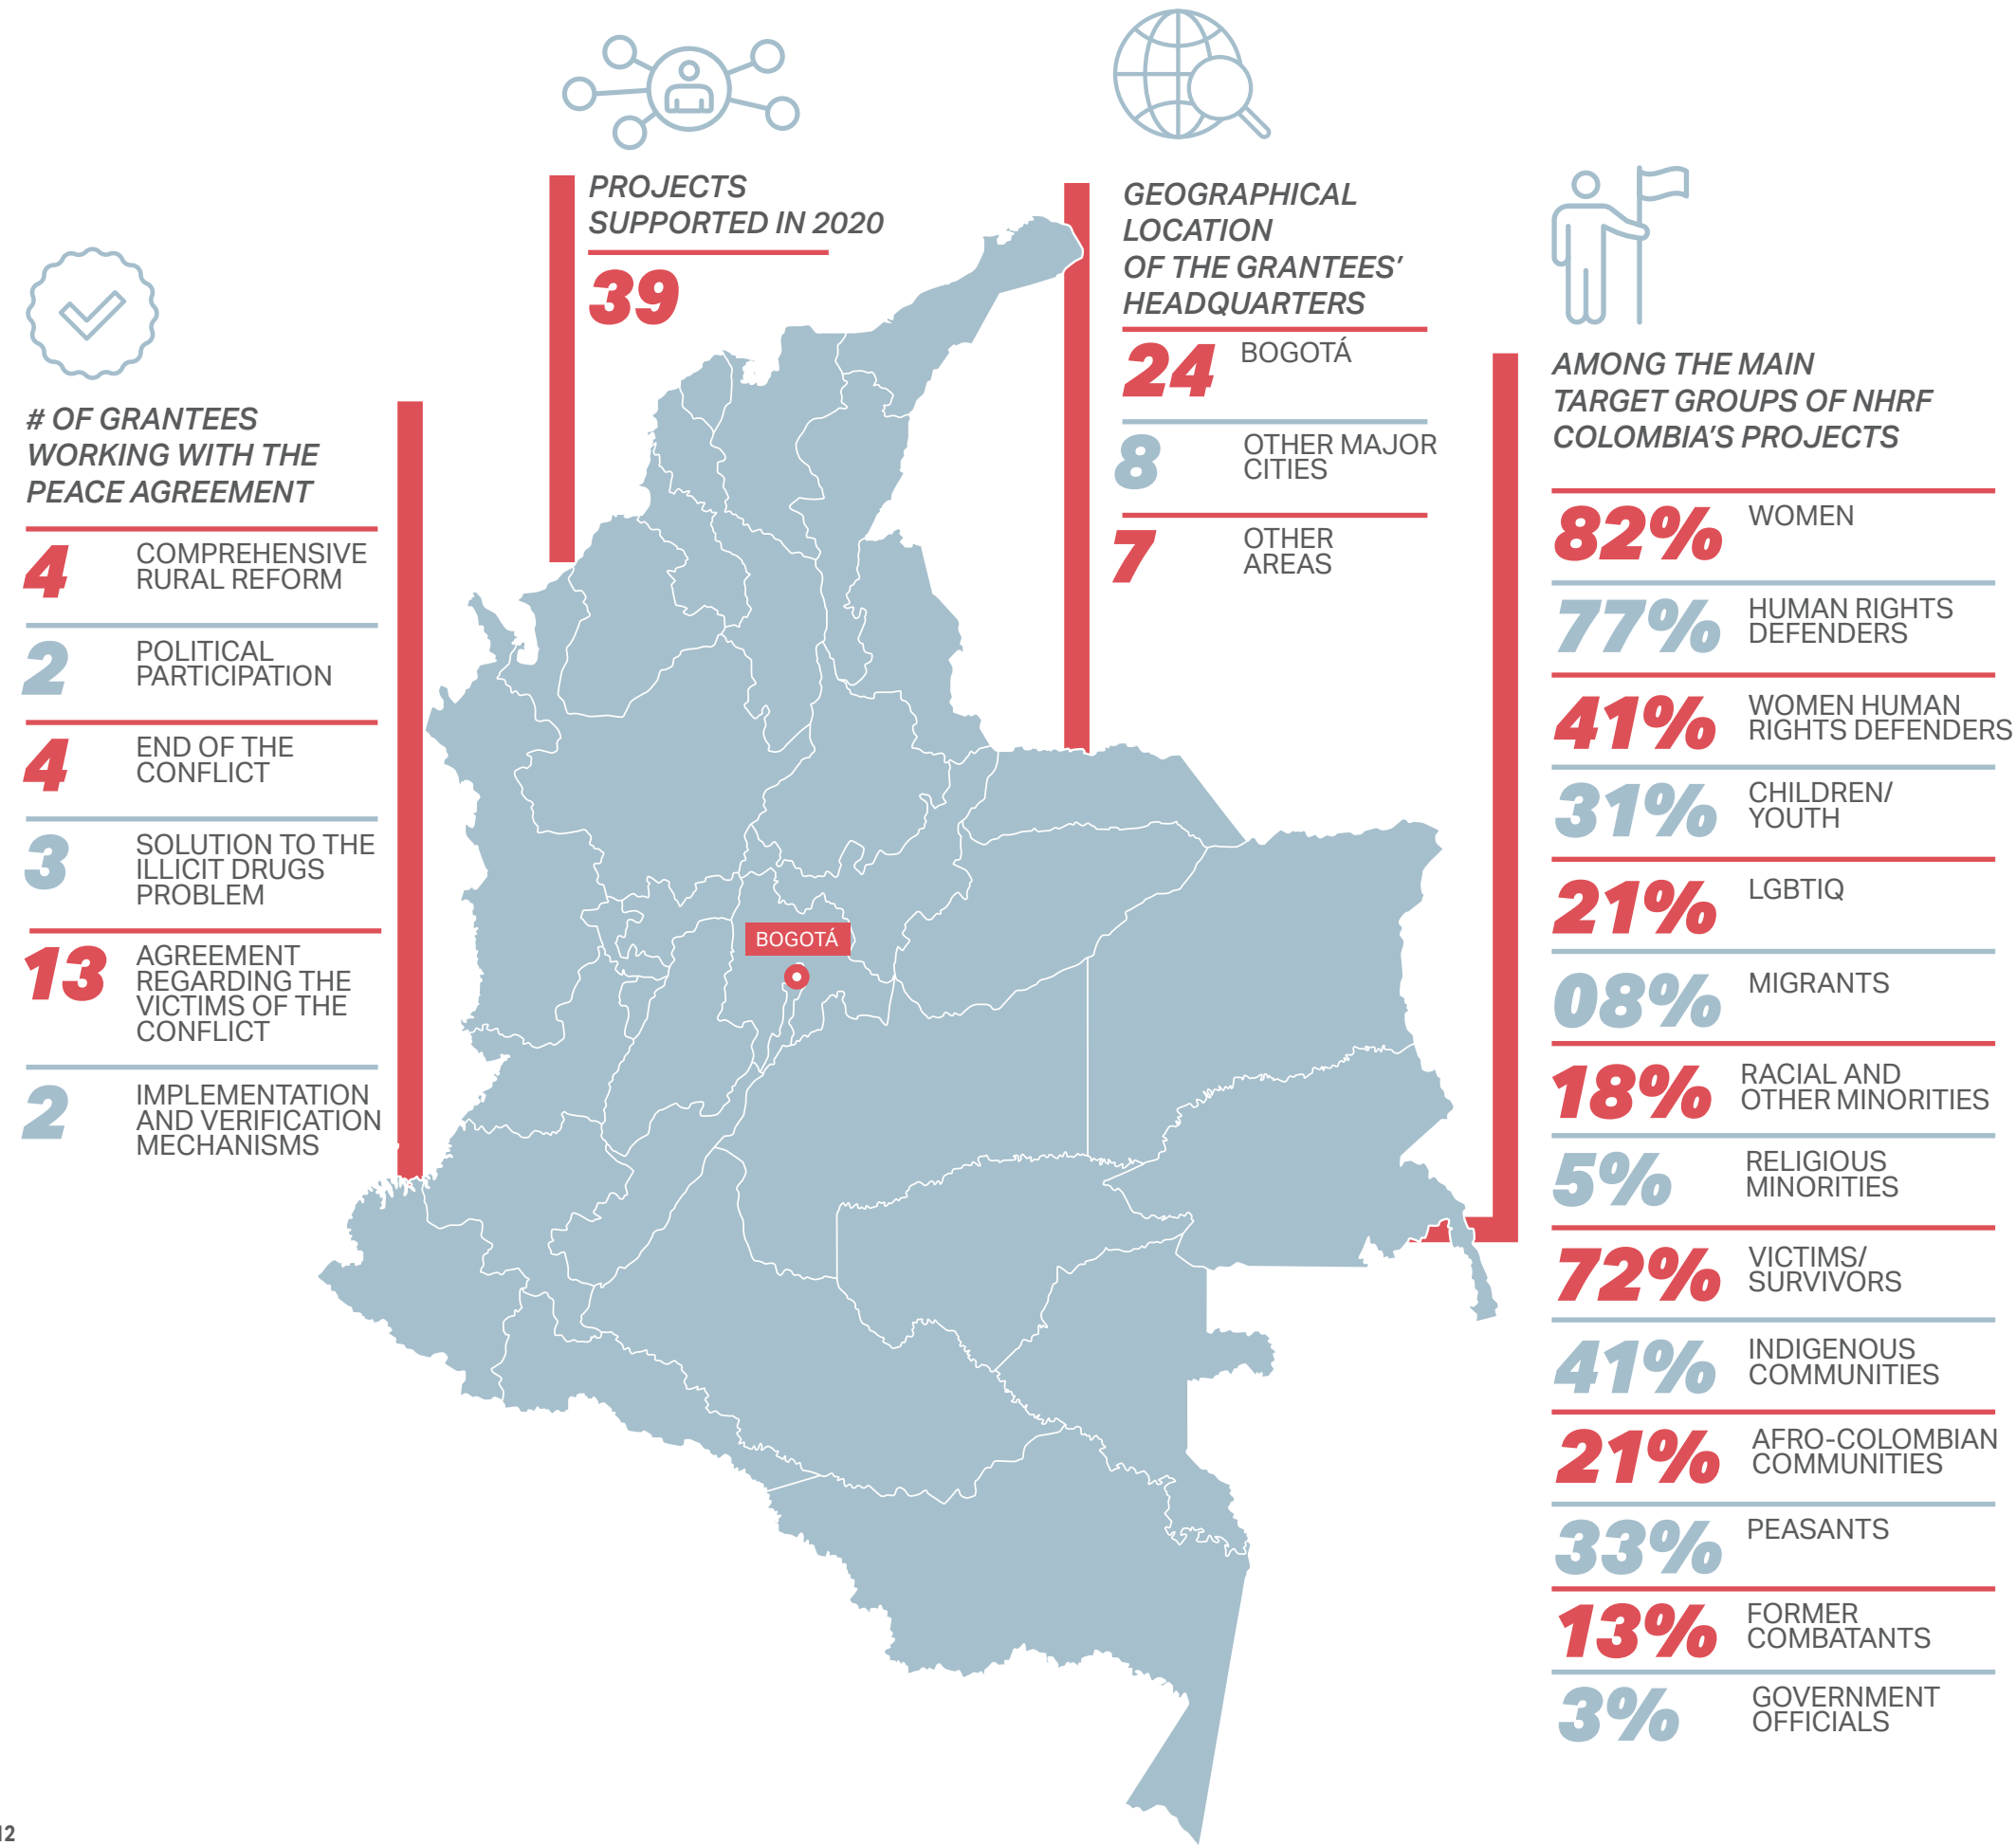 PROJECTS
SUPPORTED IN 2020
39
GEOGRAPHICAL
LOCATION
OF THE GRANTEES'
HEADQUARTERS
24 BOGOTÁ
8 OTHER MAJOR
CITIES
7 OTHER
AREAS
# OF GRANTEES
WORKING WITH THE
PEACE AGREEMENT
4 COMPREHENSIVE
RURAL REFORM
2 POLITICAL
PARTICIPATION
4 END OF THE
CONFLICT
3 SOLUTION TO THE
ILLICIT DRUGS
PROBLEM
13 AGREEMENT
REGARDING THE
VICTIMS OF THE
CONFLICT
2 IMPLEMENTATION
AND VERIFICATION
MECHANISMS
BOGOTÁ
AMONG THE MAIN
TARGET GROUPS OF NHRF
COLOMBIA'S PROJECTS
82% WOMEN
77% HUMAN RIGHTS
DEFENDERS
41% WOMEN HUMAN
RIGHTS DEFENDERS
31% CHILDREN/
YOUTH
21% LGBTIQ
08% MIGRANTS
18% RACIAL AND
OTHER MINORITIES
5% RELIGIOUS
MINORITIES
72% VICTIMS/
SURVIVORS
41% INDIGENOUS
COMMUNITIES
21% AFRO-COLOMBIAN
COMMUNITIES
33% PEASANTS
13% FORMER
COMBATANTS
3% GOVERNMENT
OFFICIALS
12